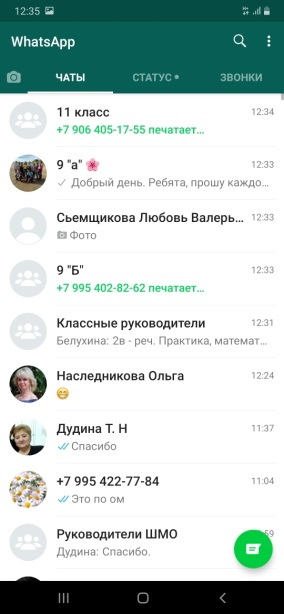 12:35
WhatsApp
ЧАТЫ СТАТУС ЗВОНКИ
11 класс 12:34
+7 906 405-17-55 печатает...
9 "а" 🌸 12:33
Добрый день. Ребята, прошу каждо...
Сьемщикова Любовь Валерь... 12:33
Фото
9 "Б" 12:33
+7 995 402-82-62 печатает...
Классные руководители 12:31
Белухина: 2в - реч. Практика, математ...
Наследникова Ольга 12:24
😁
Дудина Т. Н 11:37
Спасибо
+7 995 422-77-84 11:04
Это по ом
Руководители ШМО
Дудина: Спасибо.